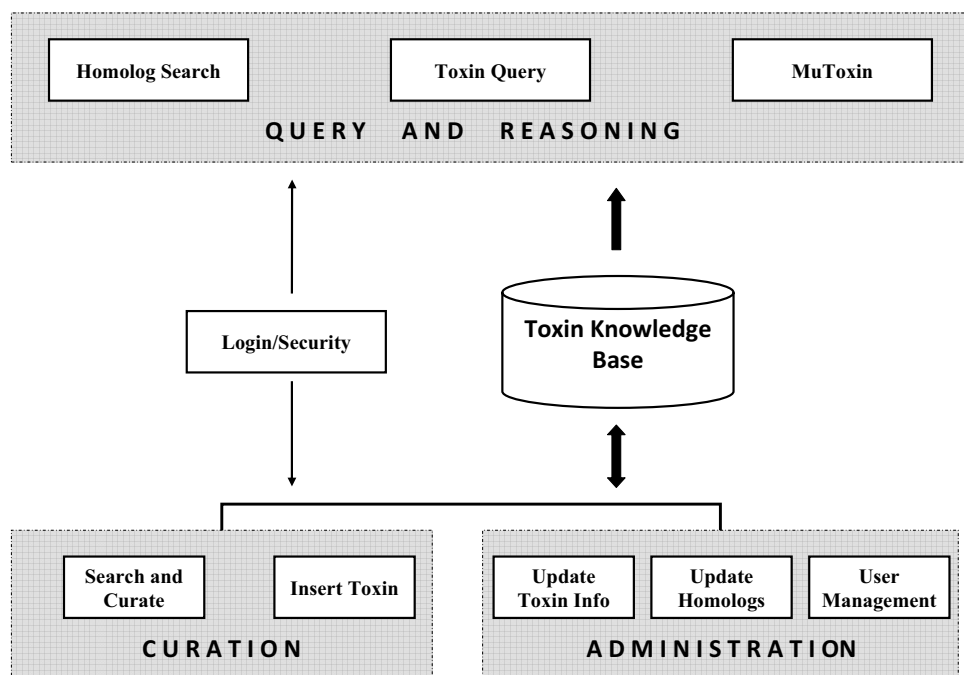 Homolog Search
Toxin Query
MuToxin
QUERY AND REASONING
Login/Security
Toxin Knowledge
Base
Search and
Curate
Insert Toxin
Update
Toxin Info
Update
Homologs
User
Management
CURATION
ADMINISTRATION